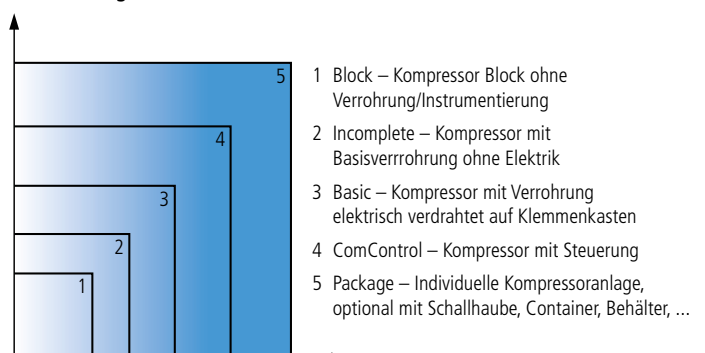 5
4
3
2
1
1 Block – Kompressor Block ohne
Verrohrung/Instrumentierung
2 Incomplete – Kompressor mit
Basisverrrohrung ohne Elektrik
3 Basic – Kompressor mit Verrohrung
elektrisch verdrahtet auf Klemmenkasten
4 ComControl – Kompressor mit Steuerung
5 Package – Individuelle Kompressoranlage,
optional mit Schallhaube, Container, Behälter, ...